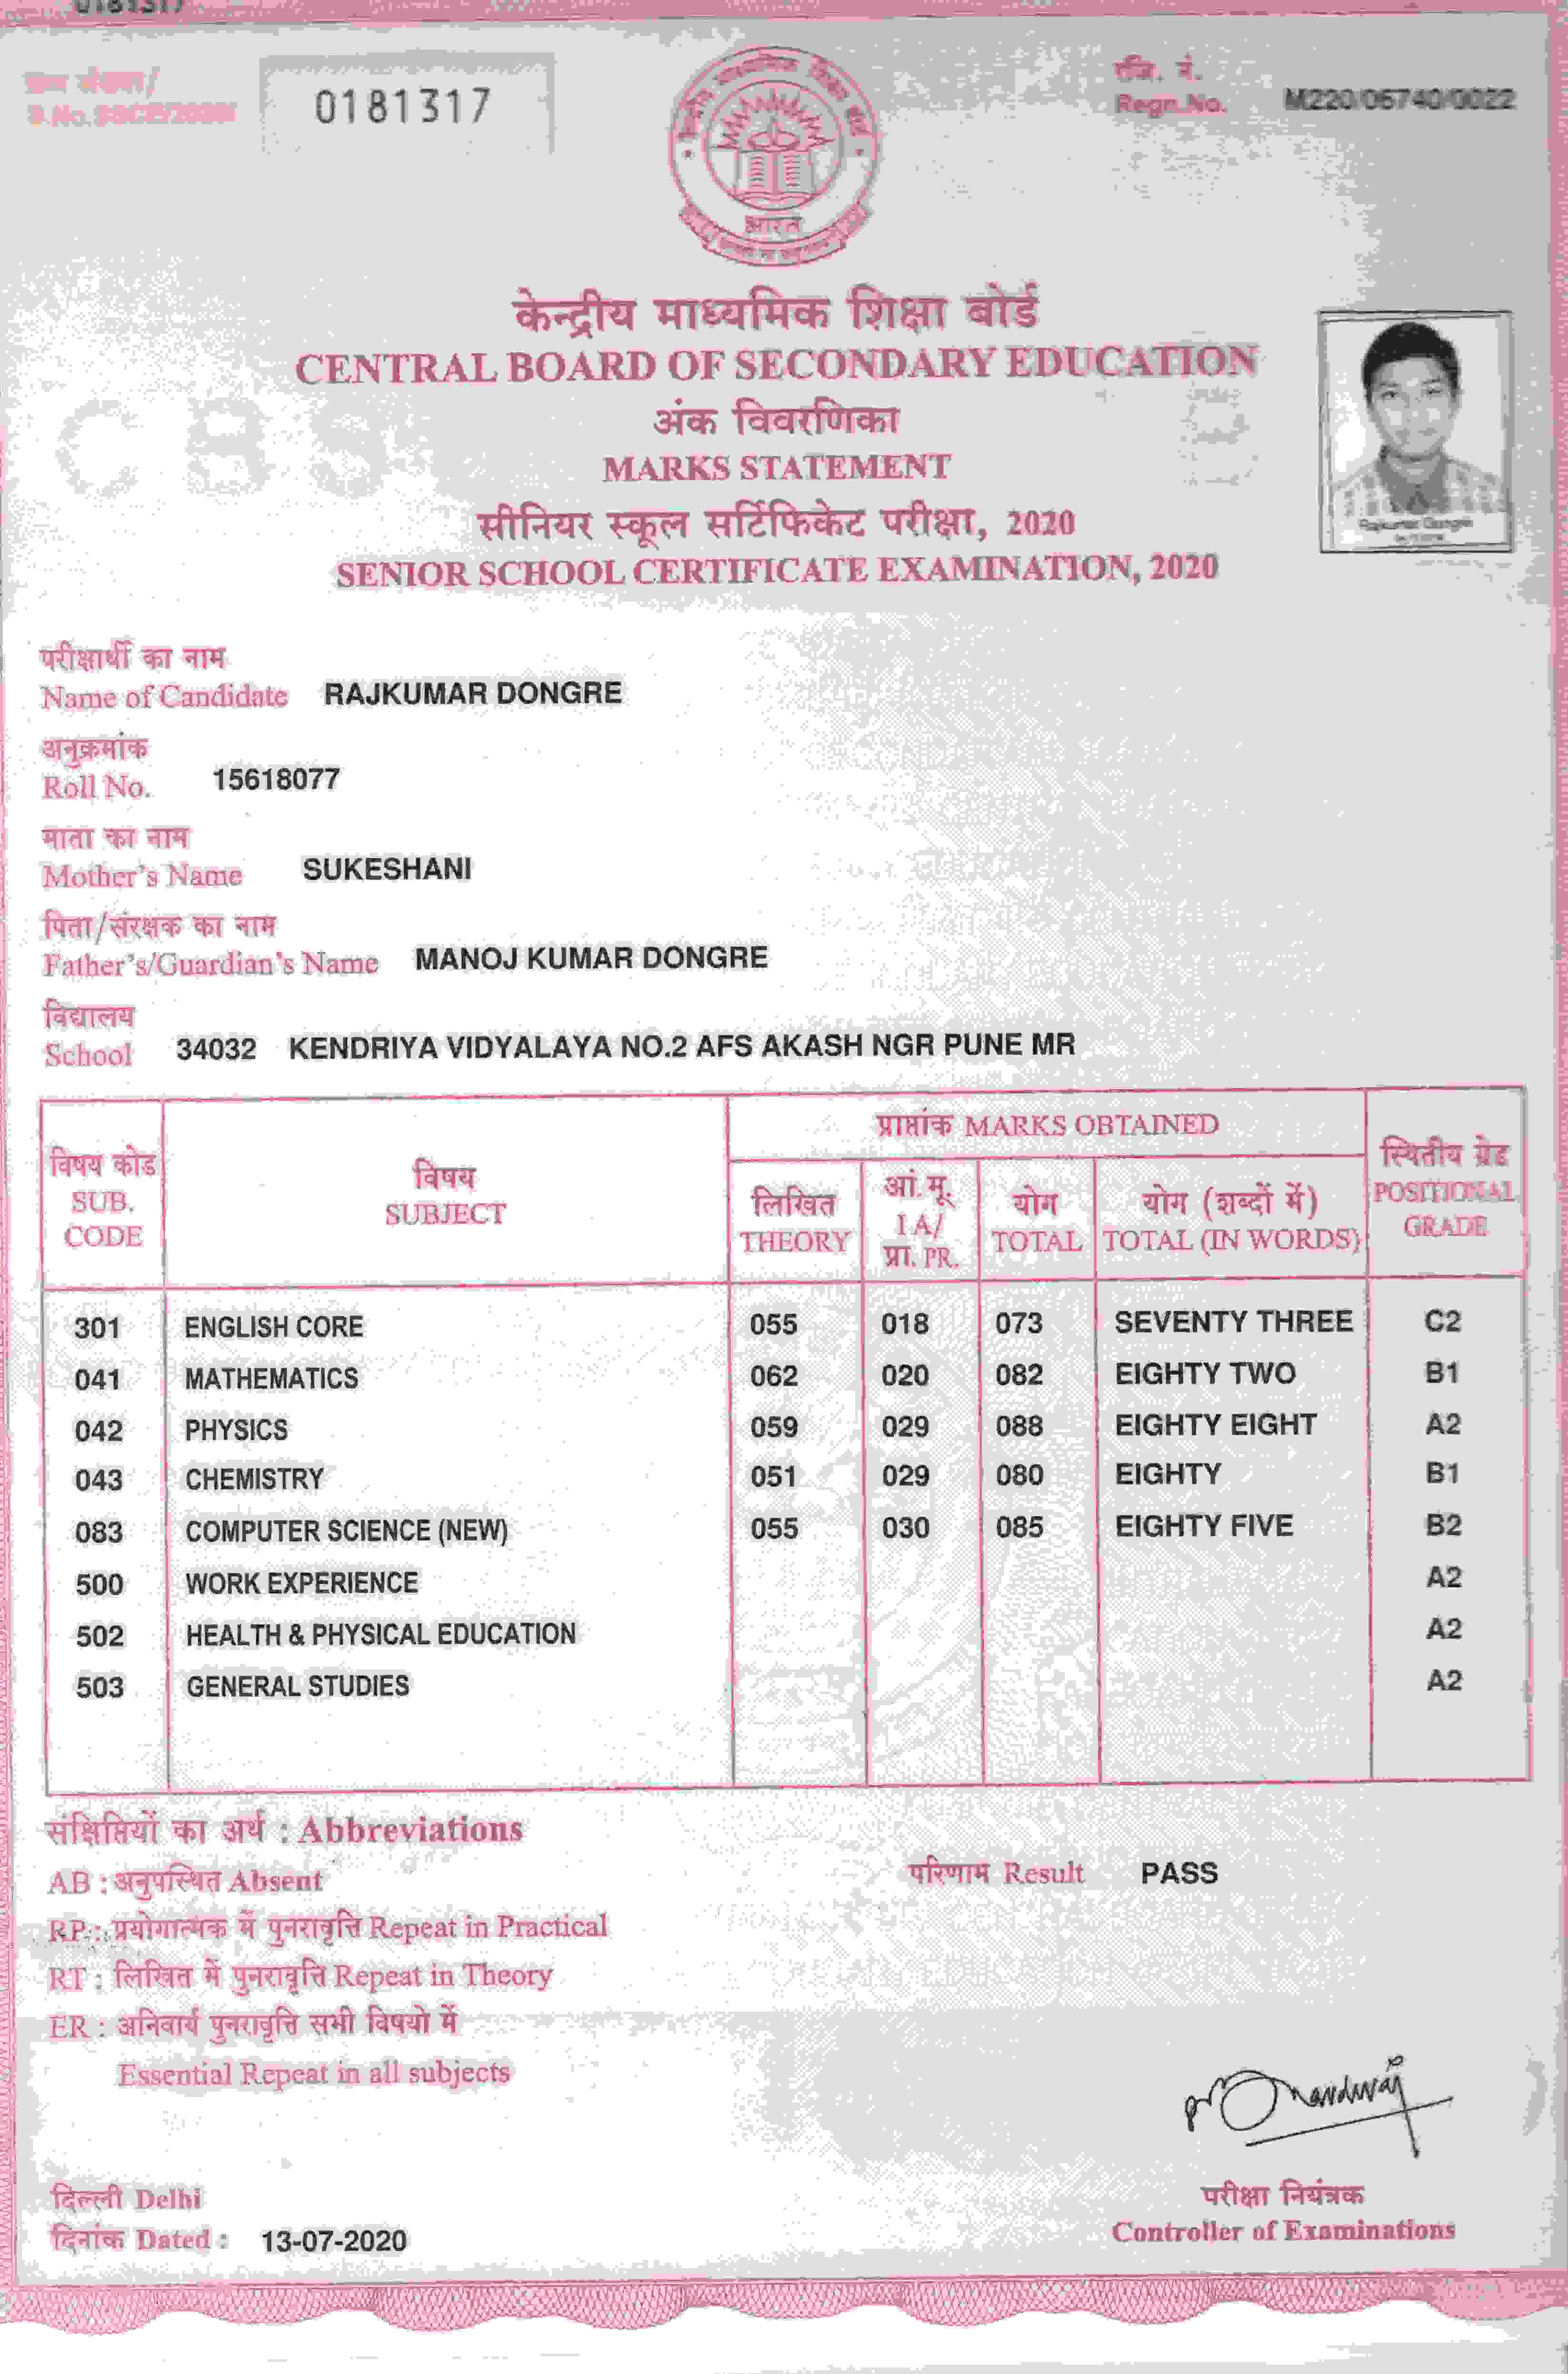 0181317
0181317
पंजि. नं.
Regn.No. M220/05740/0022
भारत
केन्द्रीय माध्यमिक शिक्षा बोर्ड
CENTRAL BOARD OF SECONDARY EDUCATION
CBSE
अंक विवरणिका
MARKS STATEMENT
सीनियर स्कूल सर्टिफिकेट परीक्षा, 2020
SENIOR SCHOOL CERTIFICATE EXAMINATION, 2020
Rajkumar Dongre
परीक्षार्थी का नाम
Name of Candidate RAJKUMAR DONGRE
अनुक्रमांक
Roll No. 15618077
माता का नाम
Mother's Name SUKESHANI
पिता/संरक्षक का नाम
Father's/Guardian's Name MANOJ KUMAR DONGRE
विद्यालय
School 34032 KENDRIYA VIDYALAYA NO.2 AFS AKASH NGR PUNE MR
विषय कोड
SUB.
CODE
विषय
SUBJECT
प्राप्तांक MARKS OBTAINED
लिखित
THEORY
आं.मू.
I A/
प्रा. PR.
योग
TOTAL
योग (शब्दों में)
TOTAL (IN WORDS)
स्थितीय ग्रेड
POSITIONAL
GRADE
301 ENGLISH CORE 055 018 073 SEVENTY THREE C2
041 MATHEMATICS 062 020 082 EIGHTY TWO B1
042 PHYSICS 059 029 088 EIGHTY EIGHT A2
043 CHEMISTRY 051 029 080 EIGHTY B1
083 COMPUTER SCIENCE (NEW) 055 030 085 EIGHTY FIVE B2
500 WORK EXPERIENCE A2
502 HEALTH & PHYSICAL EDUCATION A2
503 GENERAL STUDIES A2
संक्षिप्तियों का अर्थ : Abbreviations
AB : अनुपस्थित Absent
परिणाम Result PASS
RP : प्रयोगात्मक में पुनरावृत्ति Repeat in Practical
RT : लिखित में पुनरावृत्ति Repeat in Theory
ER : अनिवार्य पुनरावृत्ति सभी विषयो में
Essential Repeat in all subjects
दिल्ली Delhi
दिनांक Dated : 13-07-2020
परीक्षा नियंत्रक
Controller of Examinations